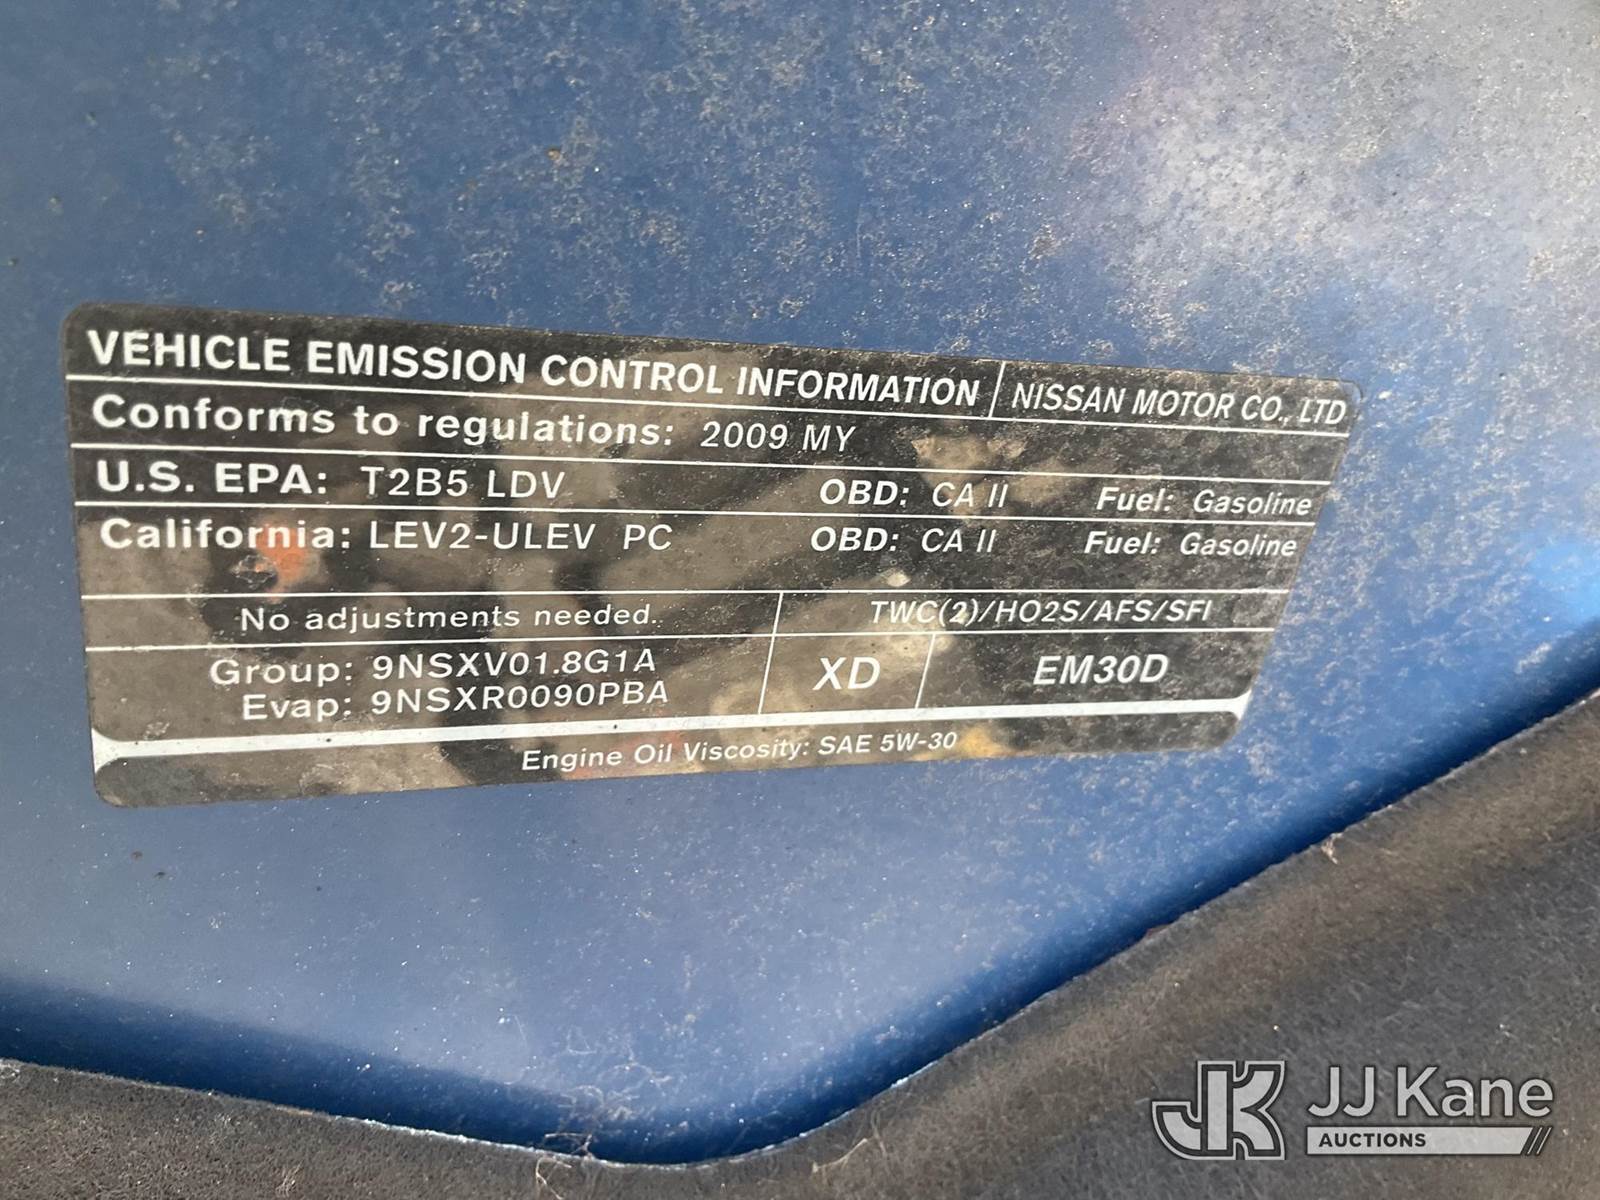 VEHICLE EMISSION CONTROL INFORMATION NISSAN MOTOR CO., LTD
Conforms to regulations: 2009 MY
U.S. EPA: T2B5 LDV OBD: CA II Fuel: Gasoline
California: LEV2-ULEV PC OBD: CA II Fuel: Gasoline
No adjustments needed. TWC(2)/HO2S/AFS/SFI
Group: 9NSXV01.8G1A XD EM30D
Evap: 9NSXR0090PBA
Engine Oil Viscosity: SAE 5W-30
JK JJ Kane
AUCTIONS